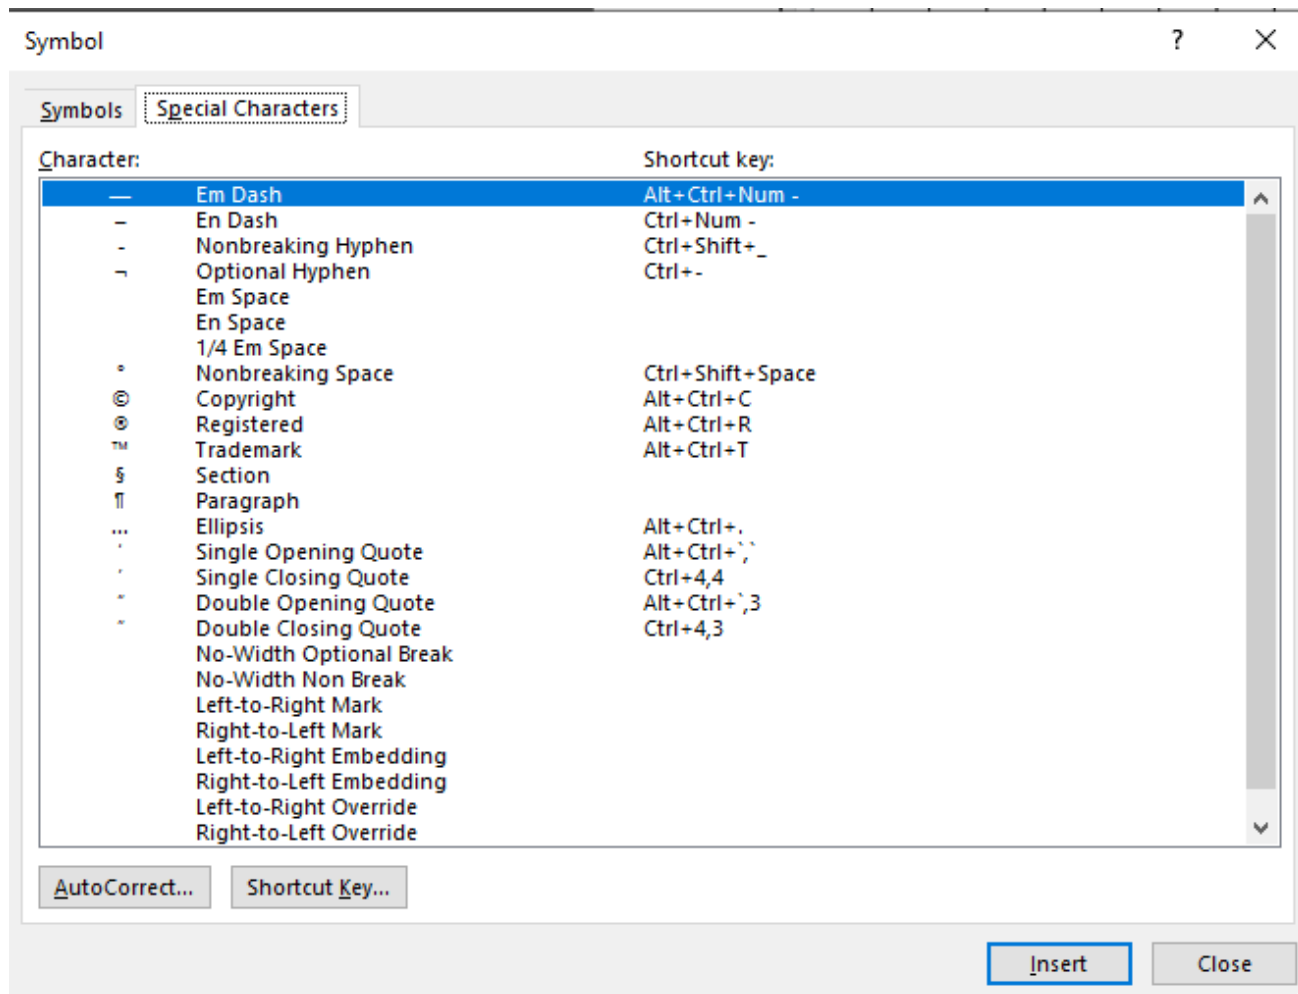 Symbol ? ×
Symbols Special Characters
Character: Shortcut key:
— Em Dash Alt+Ctrl+Num -
– En Dash Ctrl+Num -
- Nonbreaking Hyphen Ctrl+Shift+_
¬ Optional Hyphen Ctrl+-
Em Space
En Space
1/4 Em Space
° Nonbreaking Space Ctrl+Shift+Space
© Copyright Alt+Ctrl+C
® Registered Alt+Ctrl+R
™ Trademark Alt+Ctrl+T
§ Section
¶ Paragraph
… Ellipsis Alt+Ctrl+.
‘ Single Opening Quote Alt+Ctrl+`,`
’ Single Closing Quote Ctrl+4,4
“ Double Opening Quote Alt+Ctrl+`,3
” Double Closing Quote Ctrl+4,3
No-Width Optional Break
No-Width Non Break
Left-to-Right Mark
Right-to-Left Mark
Left-to-Right Embedding
Right-to-Left Embedding
Left-to-Right Override
Right-to-Left Override
AutoCorrect... Shortcut Key...
Insert Close